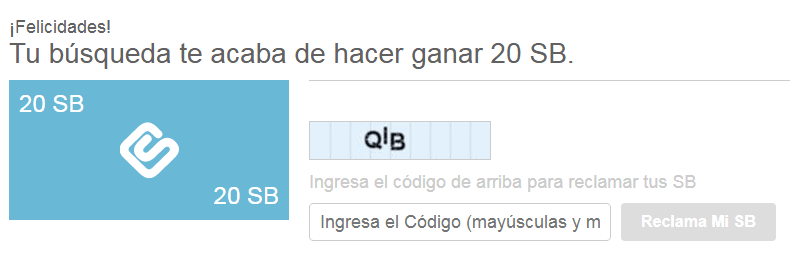 ¡Felicidades!
Tu búsqueda te acaba de hacer ganar 20 SB.
20 SB
20 SB
Ingresa el código de arriba para reclamar tus SB
Ingresa el Código (mayúsculas y m
Reclama Mi SB